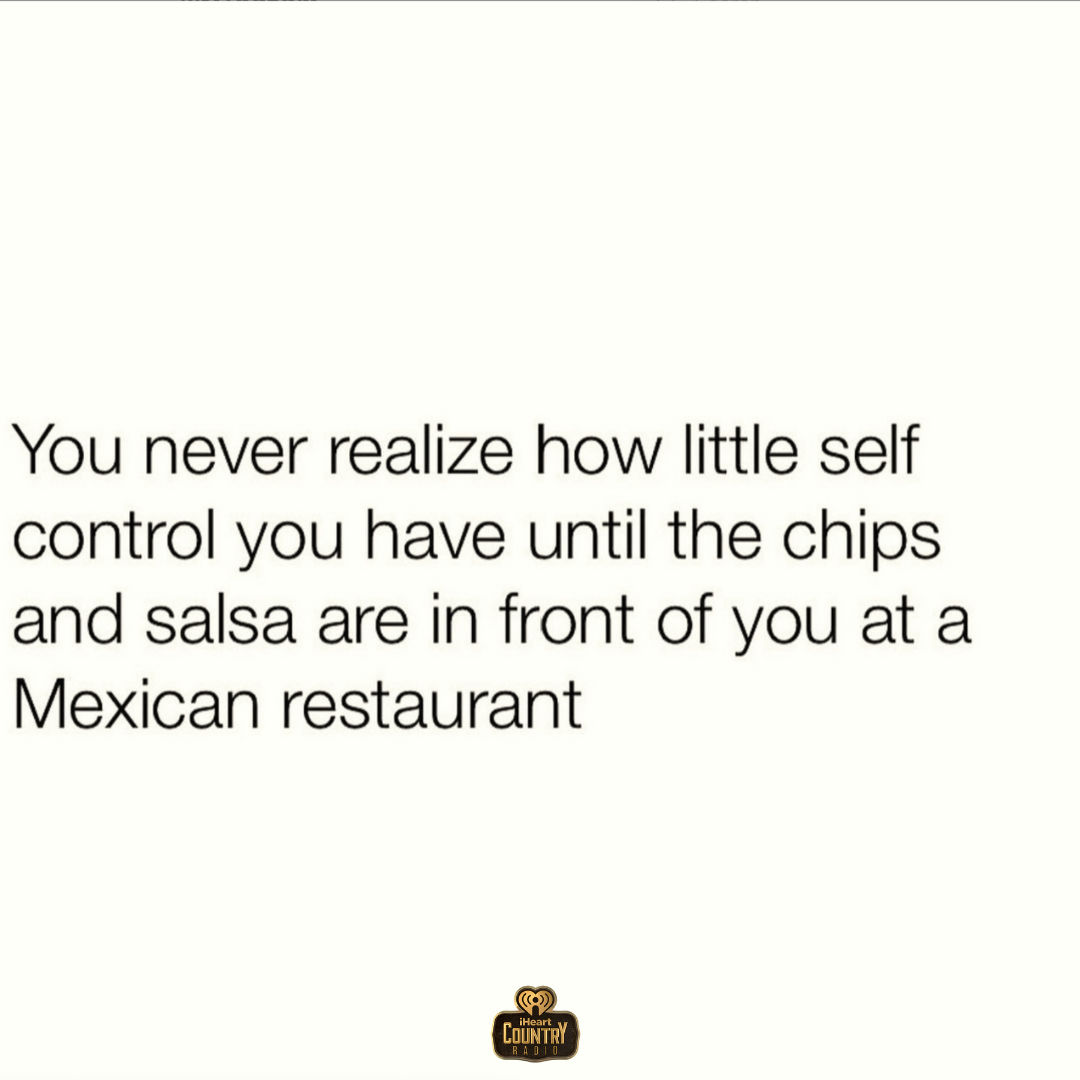 You never realize how little self
control you have until the chips
and salsa are in front of you at a
Mexican restaurant
iHeart
COUNTRY
RADIO